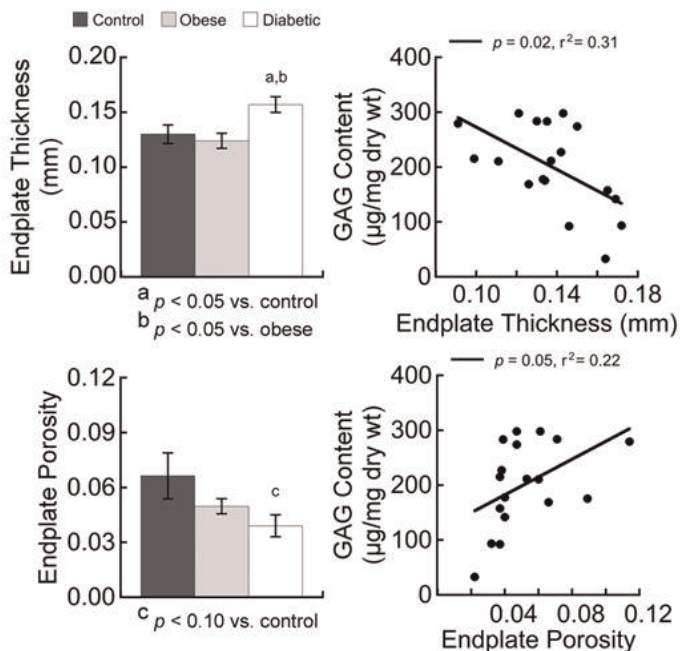 Control Obese Diabetic
0.20
0.15
0.10
0.05
0.00
Endplate Thickness
(mm)
a,b
a p < 0.05 vs. control
b p < 0.05 vs. obese
p = 0.02, r²= 0.31
400
300
200
100
0
GAG Content
(µg/mg dry wt)
0.10 0.14 0.18
Endplate Thickness (mm)
0.12
0.09
0.06
0.03
0.00
Endplate Porosity
c
c p < 0.10 vs. control
p = 0.05, r²= 0.22
400
300
200
100
0
GAG Content
(µg/mg dry wt)
0.04 0.08 0.12
Endplate Porosity